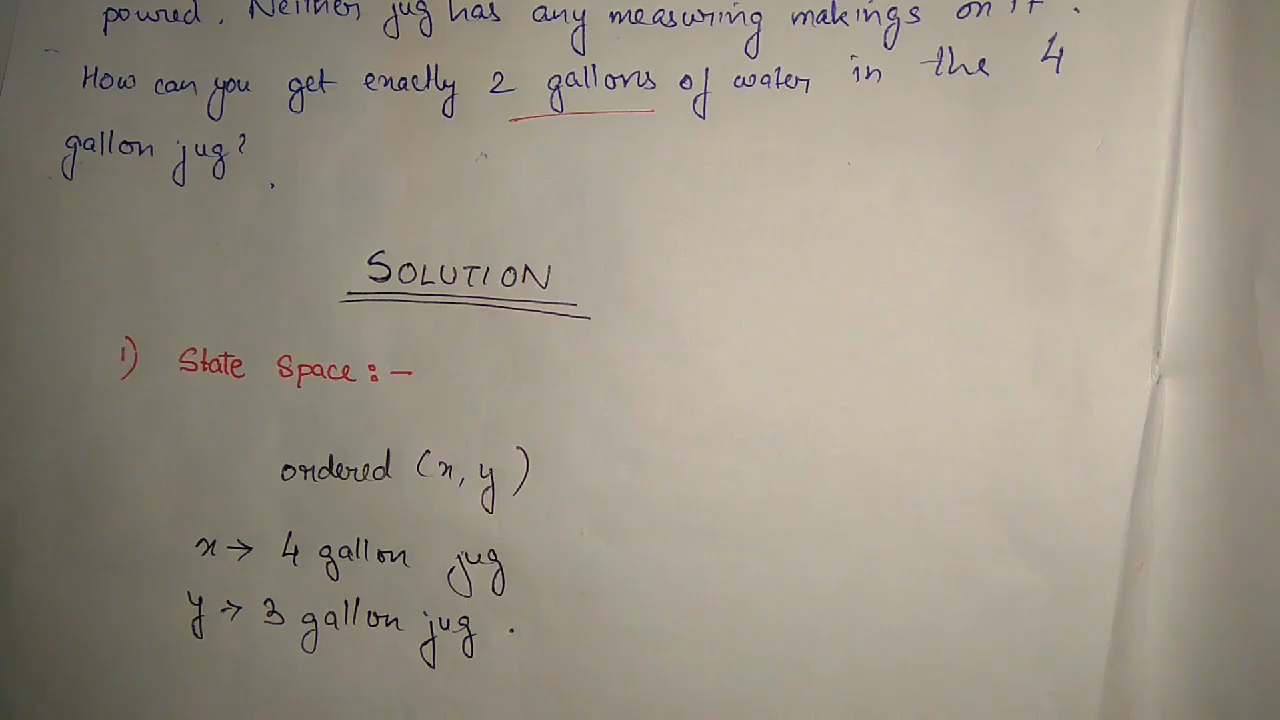 poured. Neither jug has any measuring makings on it.
How can you get exactly 2 gallons of water in the 4
gallon jug?
SOLUTION
1) State Space :-
ordered (x, y)
x → 4 gallon jug
y → 3 gallon jug.